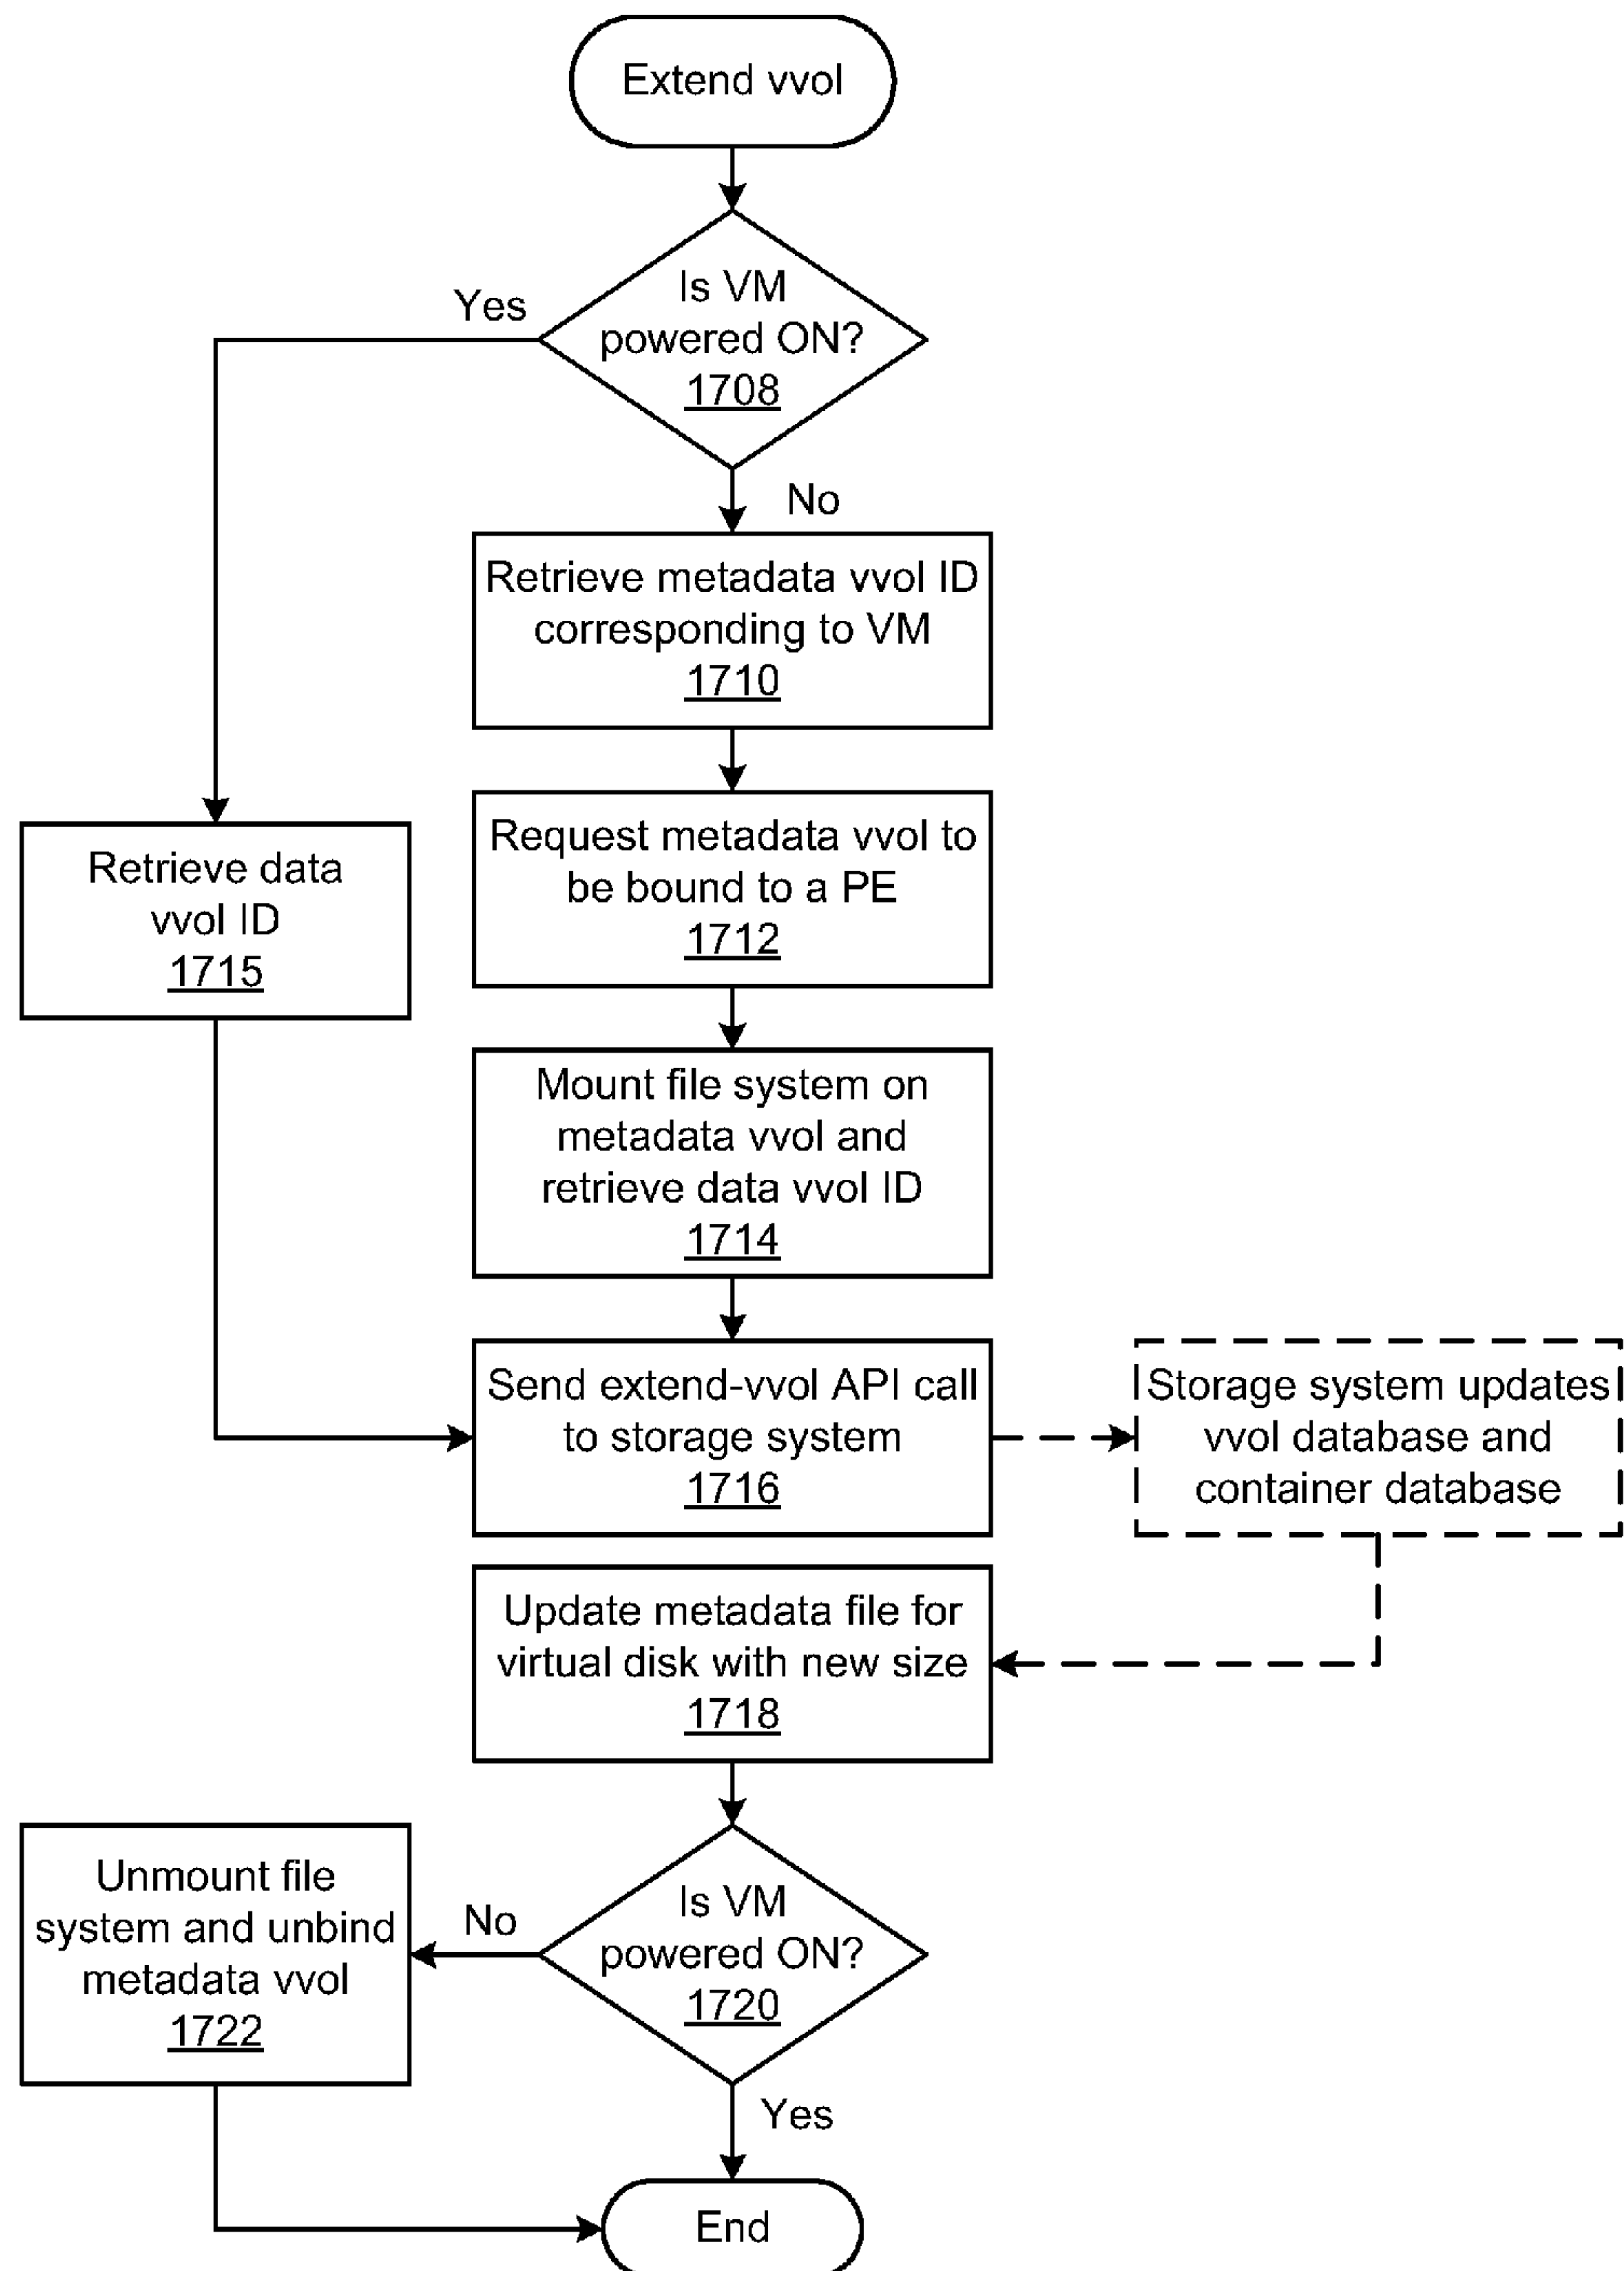 Extend vvol
Is VM
powered ON?
1708
Yes
No
Retrieve metadata vvol ID
corresponding to VM
1710
Request metadata vvol to
be bound to a PE
1712
Retrieve data
vvol ID
1715
Mount file system on
metadata vvol and
retrieve data vvol ID
1714
Send extend-vvol API call
to storage system
1716
Storage system updates
vvol database and
container database
Update metadata file for
virtual disk with new size
1718
Is VM
powered ON?
1720
No
Unmount file
system and unbind
metadata vvol
1722
Yes
End